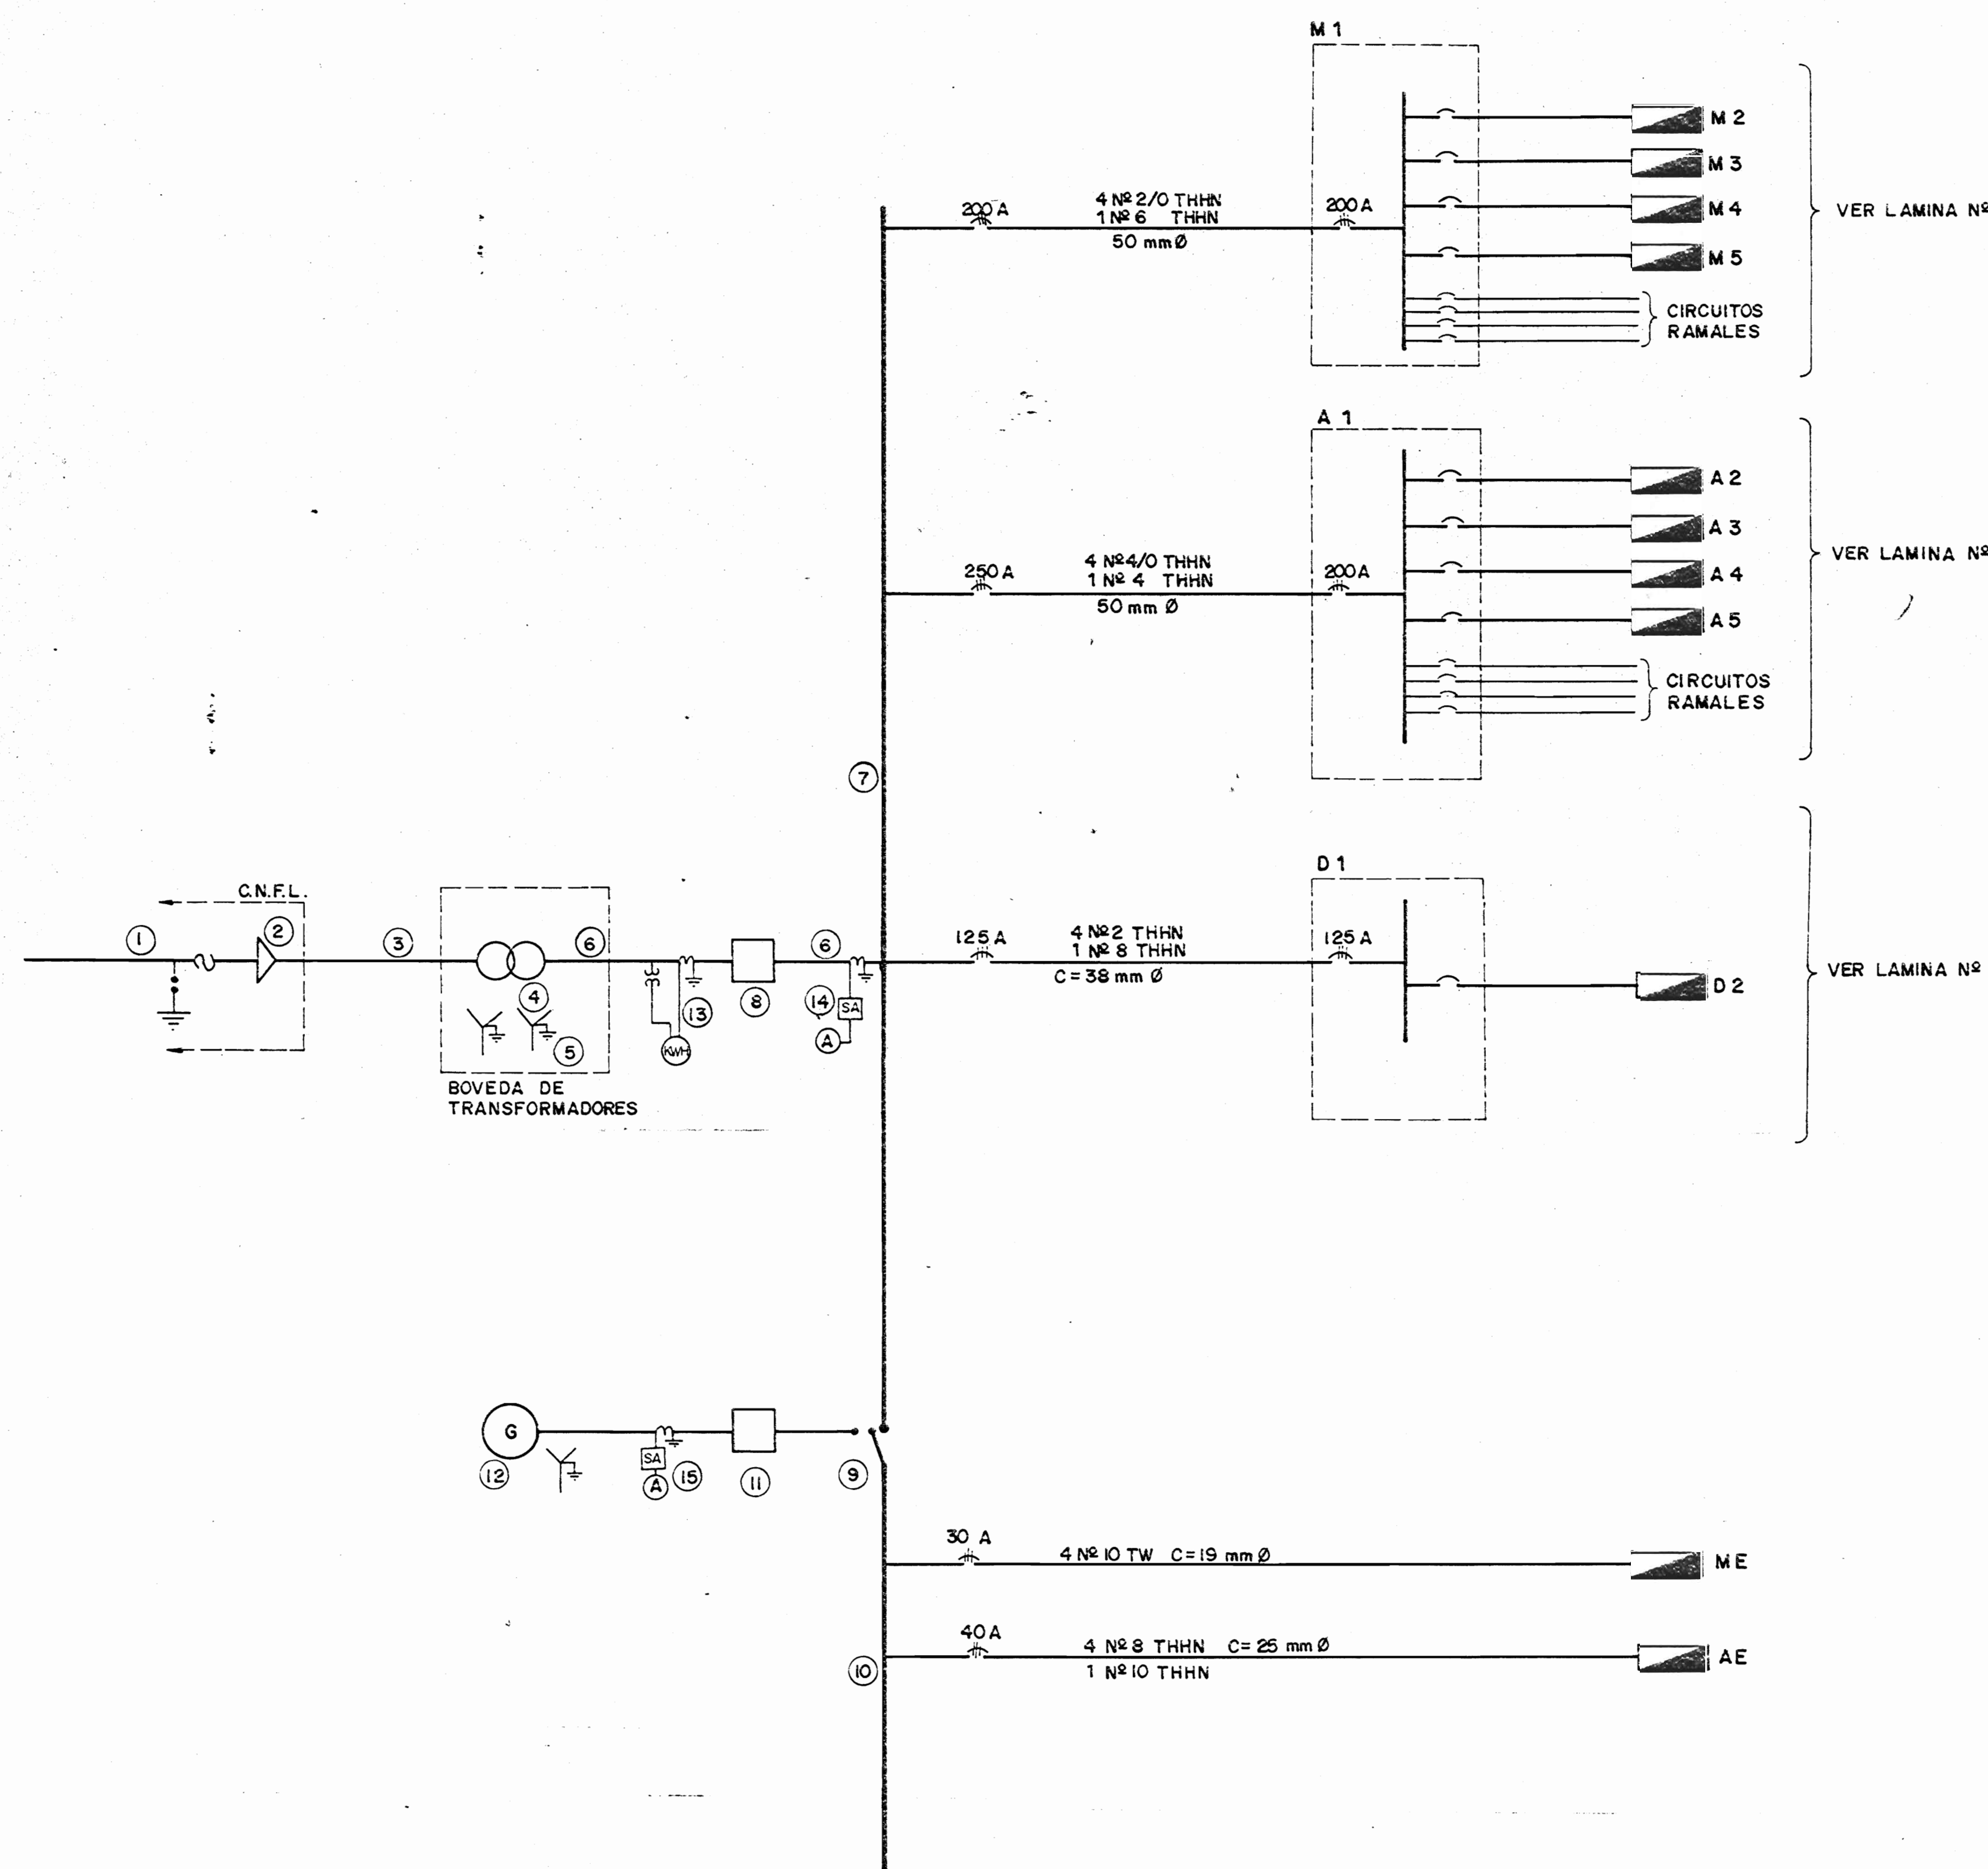 M 1
M 2
M 3
200 A
4 Nº 2/0 THHN
1 Nº 6 THHN
50 mm Ø
200 A
M 4
VER LAMINA Nº
M 5
CIRCUITOS
RAMALES
A 1
A 2
A 3
250 A
4 Nº 4/0 THHN
1 Nº 4 THHN
50 mm Ø
200 A
A 4
VER LAMINA Nº
A 5
CIRCUITOS
RAMALES
7
D 1
C.N.F.L.
1
2
3
6
6
125 A
4 Nº 2 THHN
1 Nº 8 THHN
C = 38 mm Ø
125 A
VER LAMINA Nº
D 2
4
5
13
KWH
8
14
SA
A
BOVEDA DE
TRANSFORMADORES
G
12
SA
A
15
11
9
30 A
4 Nº 10 TW C = 19 mm Ø
M E
40 A
4 Nº 8 THHN C = 25 mm Ø
1 Nº 10 THHN
A E
10